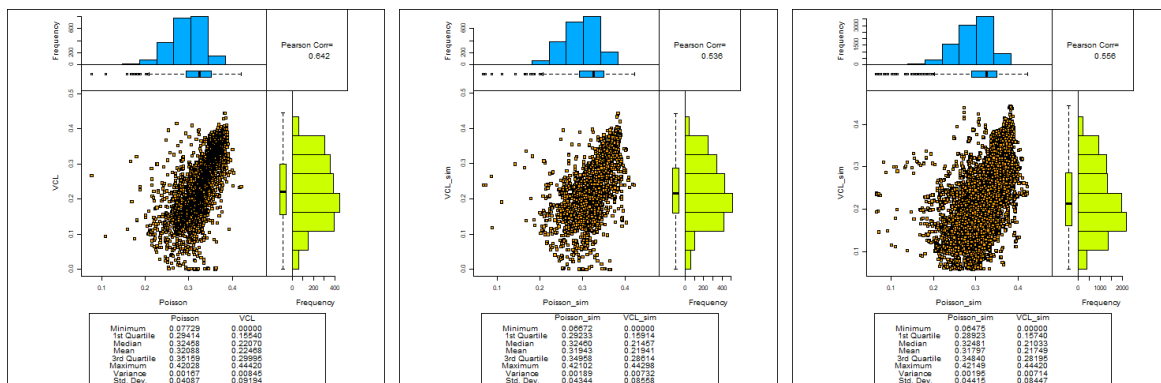 Frequency
200
600
Pearson Corr=
0.642
VCL
0.0
0.1
0.2
0.3
0.4
0.5
0.1
0.2
0.3
0.4
0
200
400
Poisson
Frequency
Poisson VCL
Minimum 0.07729 0.00000
1st Quartile 0.29414 0.15540
Median 0.32458 0.22070
Mean 0.32088 0.22468
3rd Quartile 0.35159 0.29995
Maximum 0.42028 0.44420
Variance 0.00167 0.00845
Std. Dev. 0.04087 0.09194
Frequency
0
200
600
Pearson Corr=
0.536
VCL_sim
0.0
0.1
0.2
0.3
0.4
0.5
0.1
0.2
0.3
0.4
0
200
400
Poisson_sim
Frequency
Poisson_sim VCL_sim
Minimum 0.06672 0.00000
1st Quartile 0.29233 0.15914
Median 0.32460 0.21457
Mean 0.31943 0.21941
3rd Quartile 0.34958 0.28614
Maximum 0.42102 0.44298
Variance 0.00189 0.00732
Std. Dev. 0.04344 0.08558
Frequency
0
Pearson Corr=
0.556
VCL_sim
0.1
0.2
0.3
0.4
0.1
0.2
0.3
0.4
0
1000
2000
Poisson_sim
Frequency
Poisson_sim VCL_sim
Minimum 0.06475 0.00000
1st Quartile 0.28923 0.15740
Median 0.32481 0.21033
Mean 0.31797 0.21749
3rd Quartile 0.34840 0.28195
Maximum 0.42149 0.44420
Variance 0.00195 0.00714
Std. Dev. 0.04415 0.08447